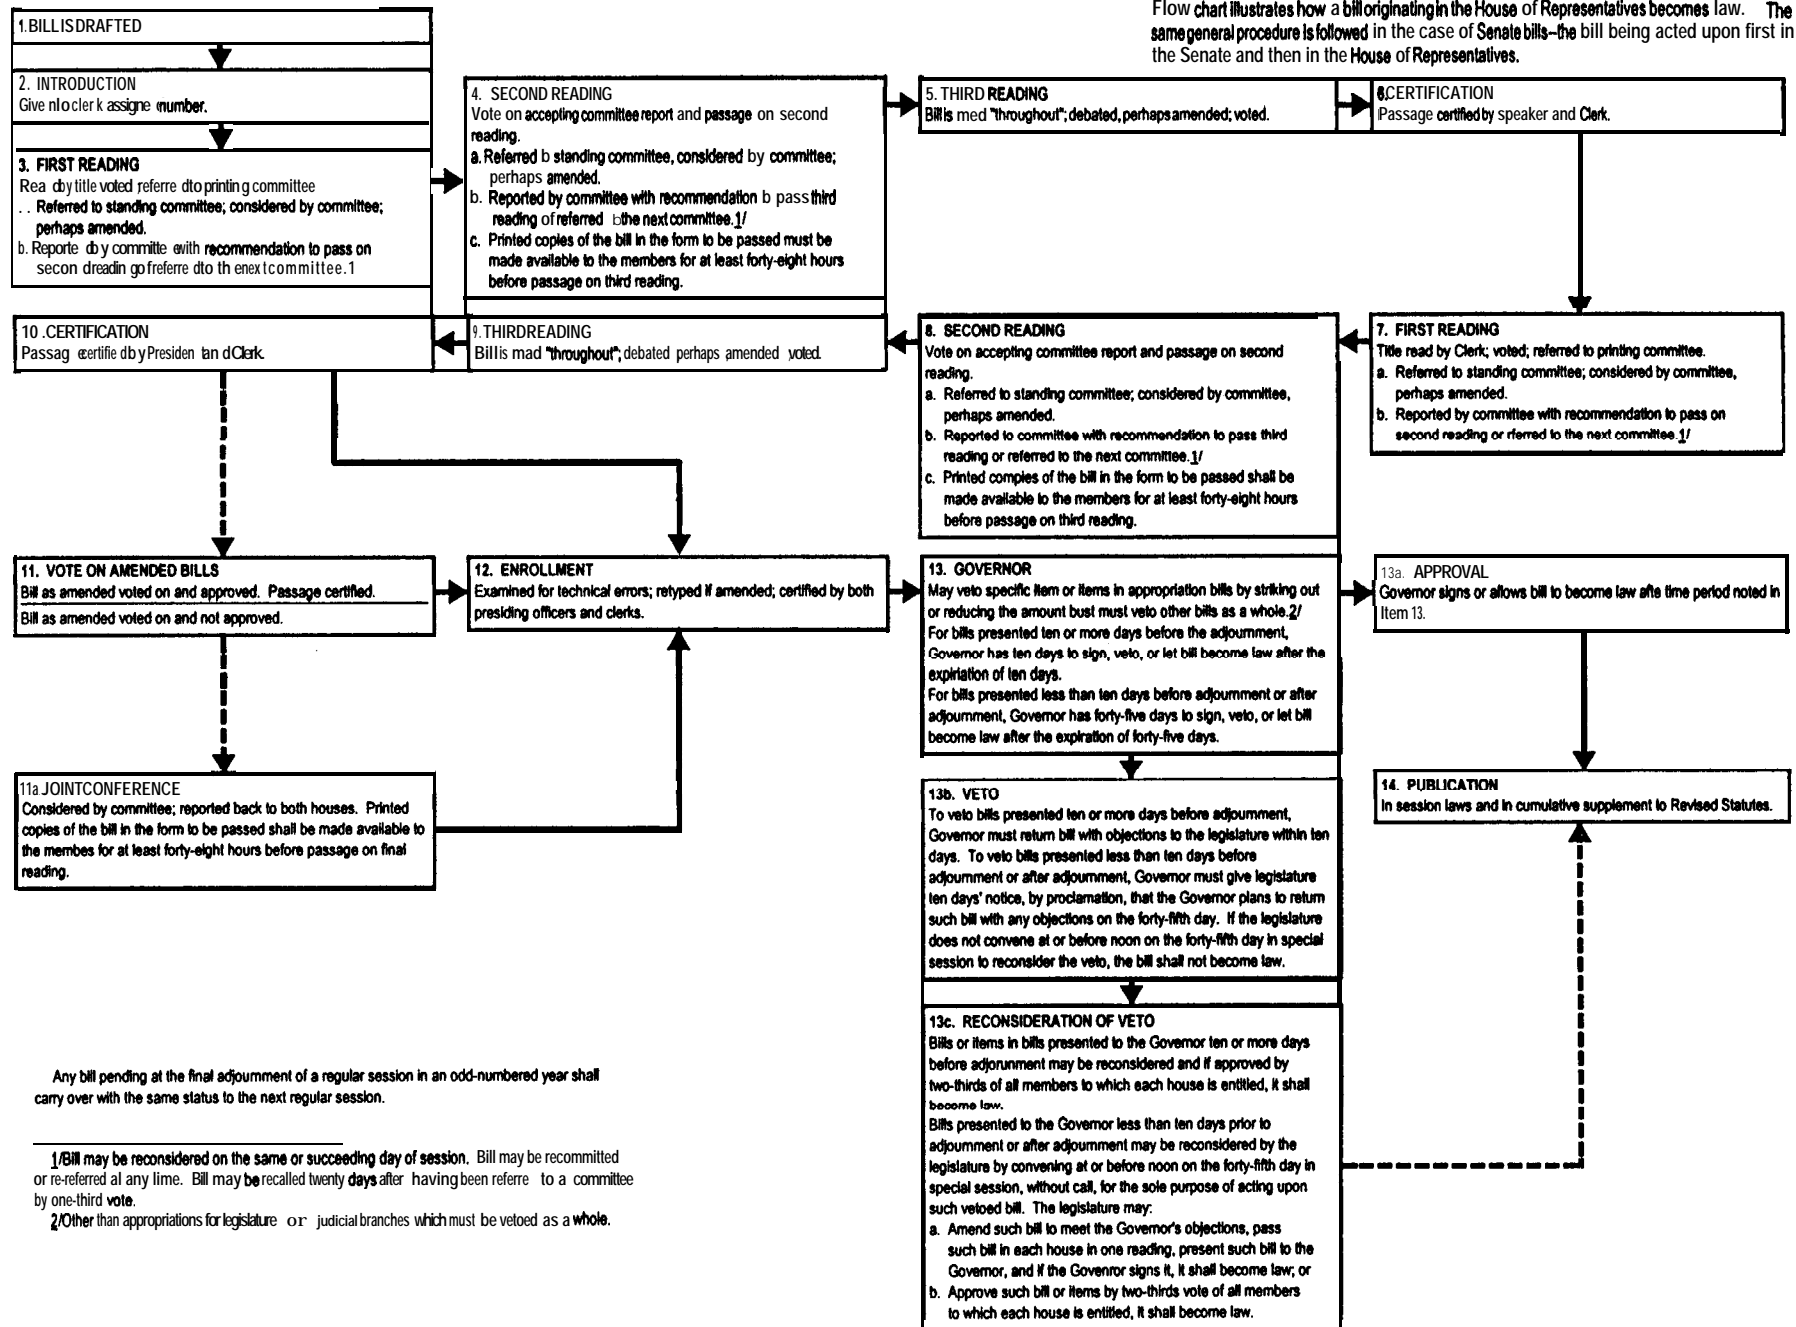 Flow chart illustrates how a bill originating in the House of Representatives becomes law. The
same general procedure is followed in the case of Senate bills--the bill being acted upon first in
the Senate and then in the House of Representatives.
1. BILL IS DRAFTED
2. INTRODUCTION
Give nlo cler k assigne number.
3. FIRST READING
Rea d by title voted referre d to printin g committee
. . Referred to standing committee; considered by committee;
perhaps amended.
b. Reporte d by committe with recommendation to pass on
secon d readin g of referre d to th e next committee.1
4. SECOND READING
Vote on accepting committee report and passage on second
reading.
a. Referred b standing committee, considered by committee;
perhaps amended.
b. Reported by committee with recommendation b pass third
reading of referred b the next committee.1/
c. Printed copies of the bill in the form to be passed must be
made available to the members for at least forty-eight hours
before passage on third reading.
5. THIRD READING
Bill is med "throughout"; debated, perhaps amended; voted.
6. CERTIFICATION
Passage certified by speaker and Clerk.
7. FIRST READING
Title read by Clerk; voted; referred to printing committee.
a. Referred to standing committee; considered by committee,
perhaps amended.
b. Reported by committee with recommendation to pass on
second reading or rferred to the next committee.1/
8. SECOND READING
Vote on accepting committee report and passage on second
reading.
a. Referred to standing committee; considered by committee,
perhaps amended.
b. Reported to committee with recommendation to pass third
reading or referred to the next committee.1/
c. Printed compies of the bill in the form to be passed shall be
made available to the members for at least forty-eight hours
before passage on third reading.
9. THIRD READING
Bill is mad "throughout"; debated perhaps amended voted.
10 . CERTIFICATION
Passag certifie d by Presiden t an d Clerk.
11. VOTE ON AMENDED BILLS
Bill as amended voted on and approved. Passage certified.
Bill as amended voted on and not approved.
12. ENROLLMENT
Examined for technical errors; retyped if amended; certified by both
presiding officers and clerks.
13. GOVERNOR
May veto specific item or items in appropriation bills by striking out
or reducing the amount bust must veto other bills as a whole.2/
For bills presented ten or more days before the adjournment,
Governor has ten days to sign, veto, or let bill become law after the
expiriation of ten days.
For bills presented less than ten days before adjournment or after
adjournment, Governor has forty-five days to sign, veto, or let bill
become law after the expiration of forty-five days.
13a. APPROVAL
Governor signs or allows bill to become law afte time period noted in
Item 13.
11a JOINT CONFERENCE
Considered by committee; reported back to both houses. Printed
copies of the bill in the form to be passed shall be made available to
the membes for at least forty-eight hours before passage on final
reading.
13b. VETO
To veto bills presented ten or more days before adjournment,
Governor must return bill with objections to the legislature within ten
days. To veto bills presented less than ten days before
adjournment or after adjournment, Governor must give legislature
ten days' notice, by proclamation, that the Governor plans to return
such bill with any objections on the forty-fifth day. If the legislature
does not convene at or before noon on the forty-fifth day in special
session to reconsider the veto, the bill shall not become law.
14. PUBLICATION
In session laws and in cumulative supplement to Revised Statutes.
13c. RECONSIDERATION OF VETO
Bills or items in bills presented to the Governor ten or more days
before adjorunment may be reconsidered and if approved by
two-thirds of all members to which each house is entitled, it shall
become law.
Bills presented to the Governor less than ten days prior to
adjournment or after adjournment may be reconsidered by the
legislature by convening at or before noon on the forty-fifth day in
special session, without call, for the sole purpose of acting upon
such vetoed bill. The legislature may:
a. Amend such bill to meet the Governor's objections, pass
such bill in each house in one reading, present such bill to the
Governor, and if the Govenror signs it, it shall become law; or
b. Approve such bill or items by two-thirds vote of all members
to which each house is entitled, it shall become law.
Any bill pending at the final adjournment of a regular session in an odd-numbered year shall
carry over with the same status to the next regular session.
1/Bill may be reconsidered on the same or succeeding day of session. Bill may be recommitted
or re-referred al any lime. Bill may be recalled twenty days after having been referre to a committee
by one-third vote.
2/Other than appropriations for legislature or judicial branches which must be vetoed as a whole.